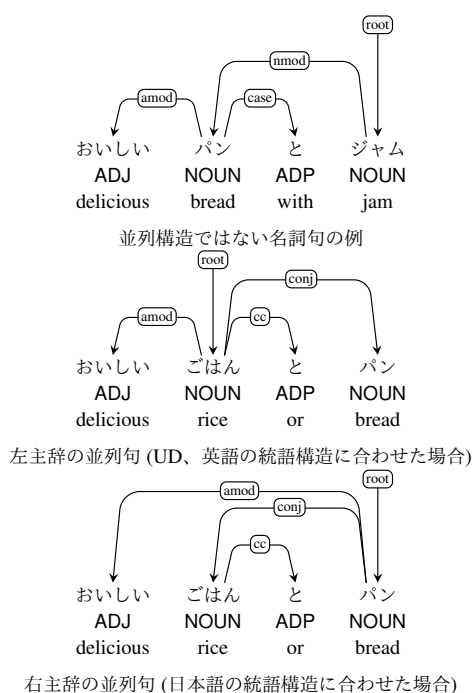 root
nmod
amod case
おいしい パン と ジャム
ADJ NOUN ADP NOUN
delicious bread with jam
並列構造ではない名詞句の例
root
conj
amod cc
おいしい ごはん と パン
ADJ NOUN ADP NOUN
delicious rice or bread
左主辞の並列句 (UD、英語の統語構造に合わせた場合)
root
amod
conj
cc
おいしい ごはん と パン
ADJ NOUN ADP NOUN
delicious rice or bread
右主辞の並列句 (日本語の統語構造に合わせた場合)